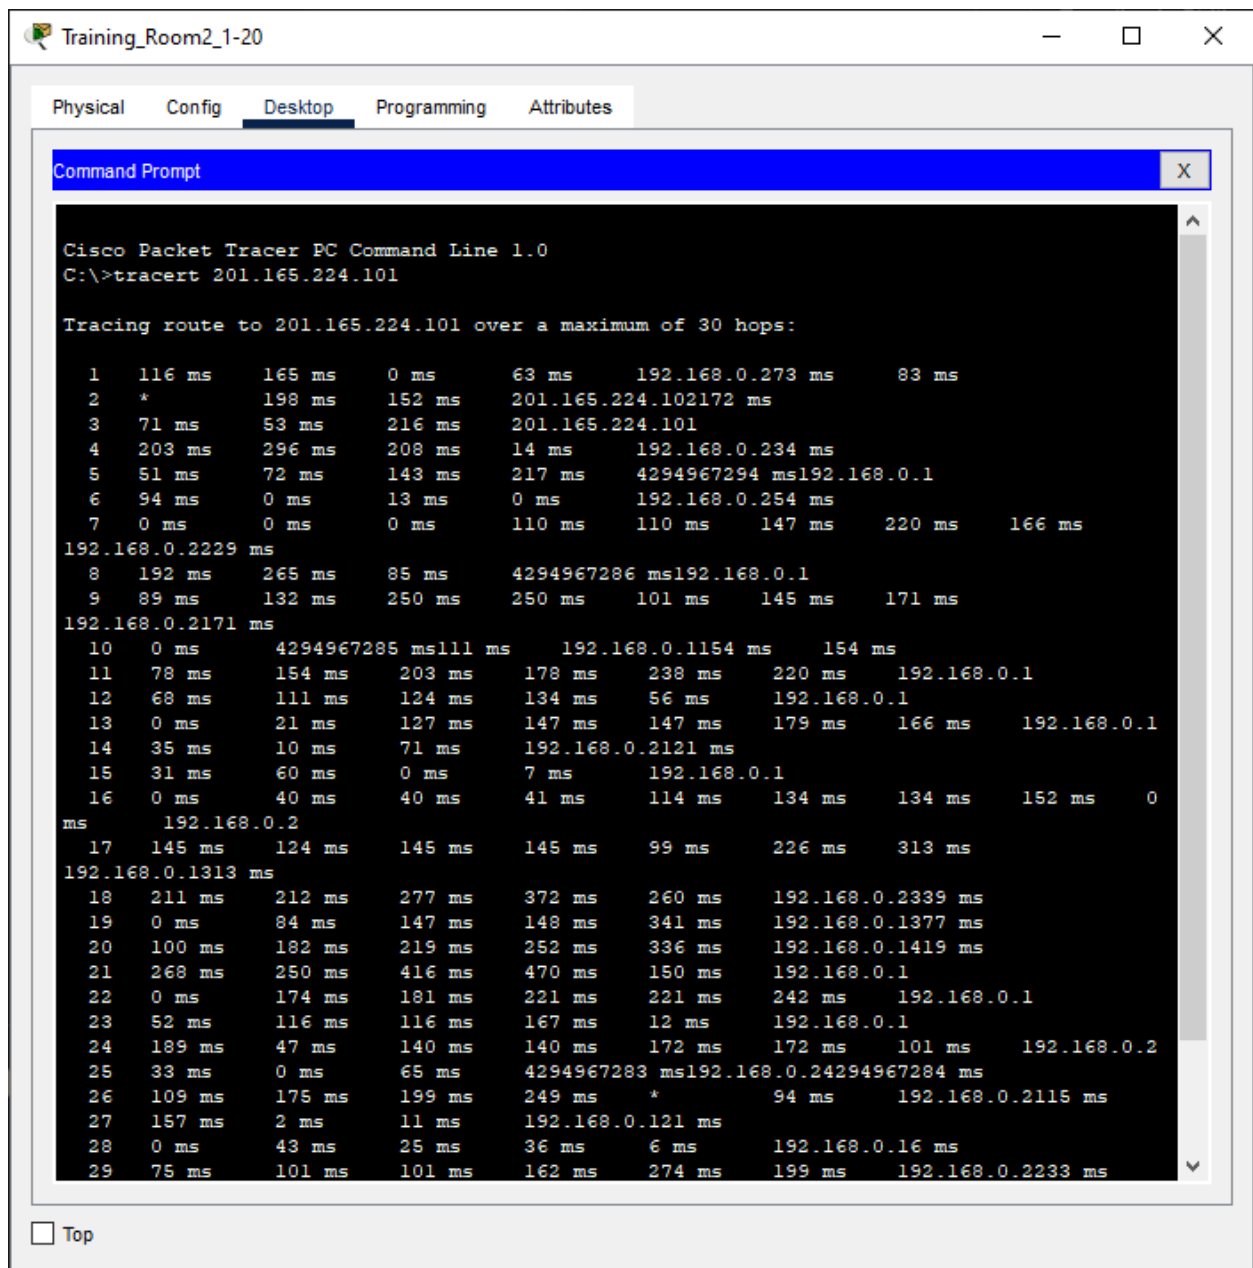 Training_Room2_1-20
Physical Config Desktop Programming Attributes
Command Prompt X
Cisco Packet Tracer PC Command Line 1.0
C:\>tracert 201.165.224.101
Tracing route to 201.165.224.101 over a maximum of 30 hops:
1 116 ms 165 ms 0 ms 63 ms 192.168.0.273 ms 83 ms
2 * 198 ms 152 ms 201.165.224.102172 ms
3 71 ms 53 ms 216 ms 201.165.224.101
4 203 ms 296 ms 208 ms 14 ms 192.168.0.234 ms
5 51 ms 72 ms 143 ms 217 ms 4294967294 ms192.168.0.1
6 94 ms 0 ms 13 ms 0 ms 192.168.0.254 ms
7 0 ms 0 ms 0 ms 110 ms 110 ms 147 ms 220 ms 166 ms
192.168.0.2229 ms
8 192 ms 265 ms 85 ms 4294967286 ms192.168.0.1
9 89 ms 132 ms 250 ms 250 ms 101 ms 145 ms 171 ms
192.168.0.2171 ms
10 0 ms 4294967285 ms111 ms 192.168.0.1154 ms 154 ms
11 78 ms 154 ms 203 ms 178 ms 238 ms 220 ms 192.168.0.1
12 68 ms 111 ms 124 ms 134 ms 56 ms 192.168.0.1
13 0 ms 21 ms 127 ms 147 ms 147 ms 179 ms 166 ms 192.168.0.1
14 35 ms 10 ms 71 ms 192.168.0.2121 ms
15 31 ms 60 ms 0 ms 7 ms 192.168.0.1
16 0 ms 40 ms 40 ms 41 ms 114 ms 134 ms 134 ms 152 ms 0
ms 192.168.0.2
17 145 ms 124 ms 145 ms 145 ms 99 ms 226 ms 313 ms
192.168.0.1313 ms
18 211 ms 212 ms 277 ms 372 ms 260 ms 192.168.0.2339 ms
19 0 ms 84 ms 147 ms 148 ms 341 ms 192.168.0.1377 ms
20 100 ms 182 ms 219 ms 252 ms 336 ms 192.168.0.1419 ms
21 268 ms 250 ms 416 ms 470 ms 150 ms 192.168.0.1
22 0 ms 174 ms 181 ms 221 ms 221 ms 242 ms 192.168.0.1
23 52 ms 116 ms 116 ms 167 ms 12 ms 192.168.0.1
24 189 ms 47 ms 140 ms 140 ms 172 ms 172 ms 101 ms 192.168.0.2
25 33 ms 0 ms 65 ms 4294967283 ms192.168.0.24294967284 ms
26 109 ms 175 ms 199 ms 249 ms * 94 ms 192.168.0.2115 ms
27 157 ms 2 ms 11 ms 192.168.0.121 ms
28 0 ms 43 ms 25 ms 36 ms 6 ms 192.168.0.16 ms
29 75 ms 101 ms 101 ms 162 ms 274 ms 199 ms 192.168.0.2233 ms
Top